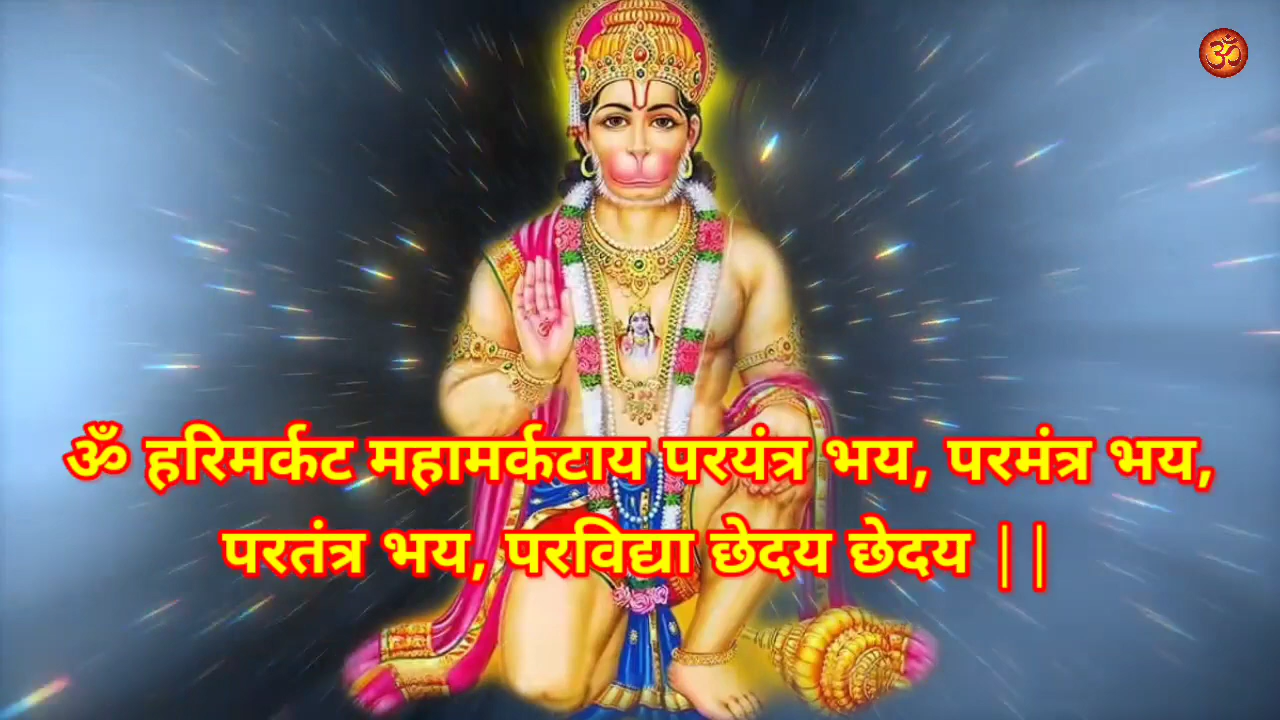 ॐ
ॐ हरिमर्कट महामर्कटाय परयंत्र भय, परमंत्र भय,
परतंत्र भय, परविद्या छेदय छेदय ||